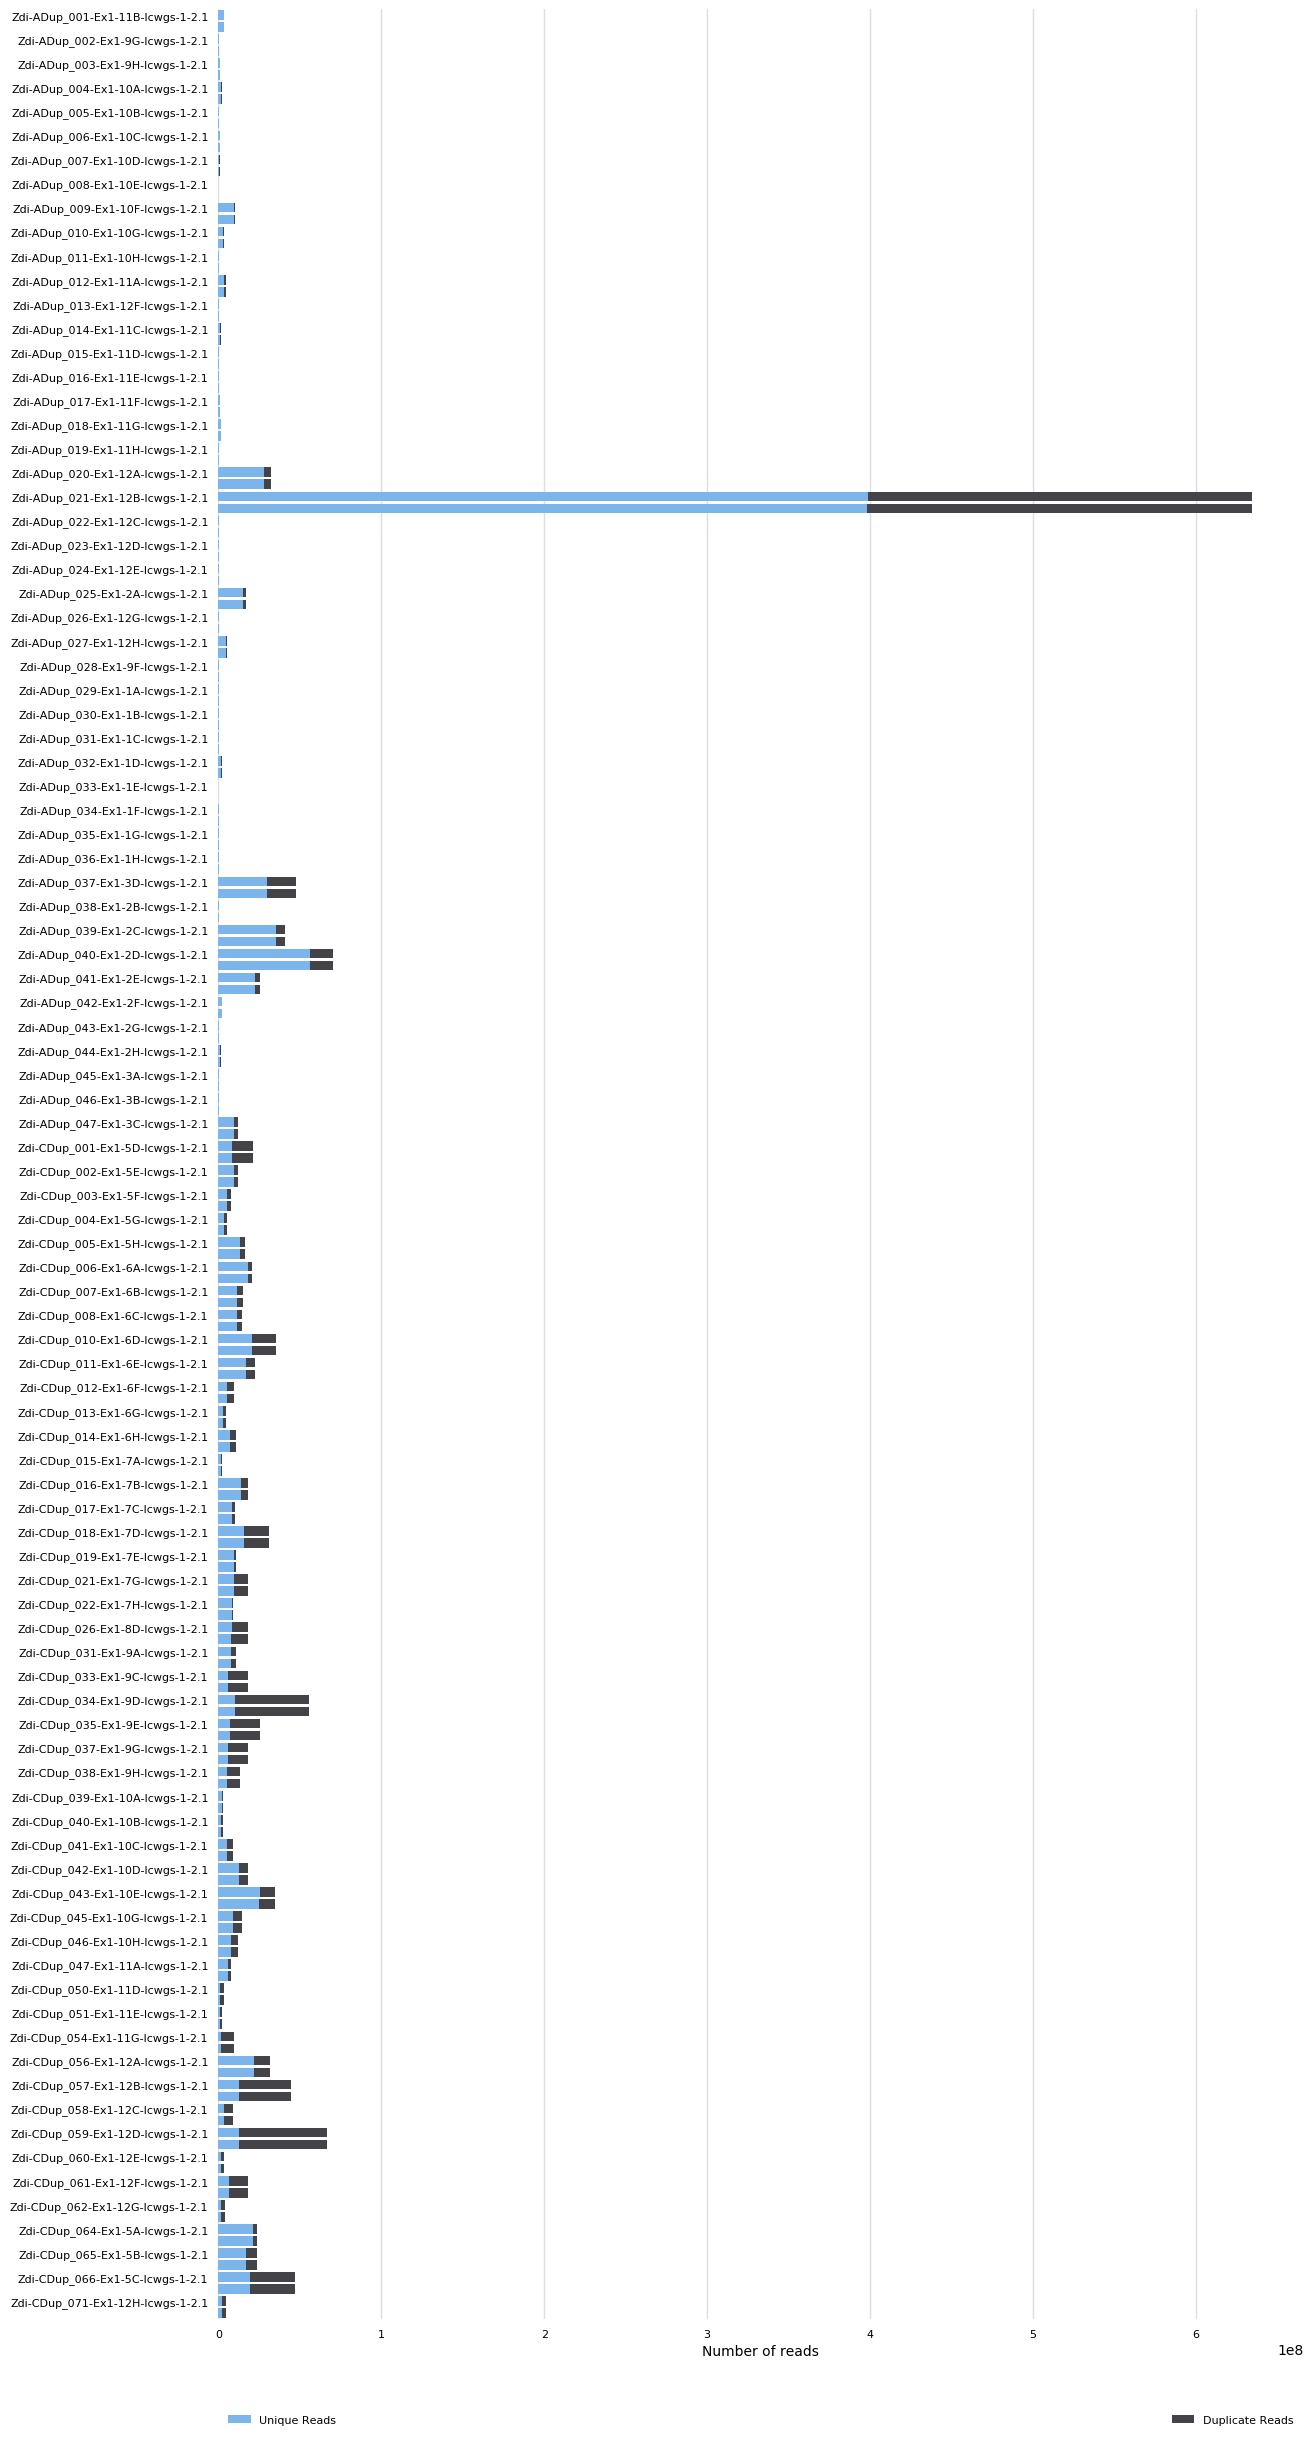 Zdi-ADup_001-Ex1-11B-lcwgs-1-2.1
Zdi-ADup_002-Ex1-9G-lcwgs-1-2.1
Zdi-ADup_003-Ex1-9H-lcwgs-1-2.1
Zdi-ADup_004-Ex1-10A-lcwgs-1-2.1
Zdi-ADup_005-Ex1-10B-lcwgs-1-2.1
Zdi-ADup_006-Ex1-10C-lcwgs-1-2.1
Zdi-ADup_007-Ex1-10D-lcwgs-1-2.1
Zdi-ADup_008-Ex1-10E-lcwgs-1-2.1
Zdi-ADup_009-Ex1-10F-lcwgs-1-2.1
Zdi-ADup_010-Ex1-10G-lcwgs-1-2.1
Zdi-ADup_011-Ex1-10H-lcwgs-1-2.1
Zdi-ADup_012-Ex1-11A-lcwgs-1-2.1
Zdi-ADup_013-Ex1-12F-lcwgs-1-2.1
Zdi-ADup_014-Ex1-11C-lcwgs-1-2.1
Zdi-ADup_015-Ex1-11D-lcwgs-1-2.1
Zdi-ADup_016-Ex1-11E-lcwgs-1-2.1
Zdi-ADup_017-Ex1-11F-lcwgs-1-2.1
Zdi-ADup_018-Ex1-11G-lcwgs-1-2.1
Zdi-ADup_019-Ex1-11H-lcwgs-1-2.1
Zdi-ADup_020-Ex1-12A-lcwgs-1-2.1
Zdi-ADup_021-Ex1-12B-lcwgs-1-2.1
Zdi-ADup_022-Ex1-12C-lcwgs-1-2.1
Zdi-ADup_023-Ex1-12D-lcwgs-1-2.1
Zdi-ADup_024-Ex1-12E-lcwgs-1-2.1
Zdi-ADup_025-Ex1-2A-lcwgs-1-2.1
Zdi-ADup_026-Ex1-12G-lcwgs-1-2.1
Zdi-ADup_027-Ex1-12H-lcwgs-1-2.1
Zdi-ADup_028-Ex1-9F-lcwgs-1-2.1
Zdi-ADup_029-Ex1-1A-lcwgs-1-2.1
Zdi-ADup_030-Ex1-1B-lcwgs-1-2.1
Zdi-ADup_031-Ex1-1C-lcwgs-1-2.1
Zdi-ADup_032-Ex1-1D-lcwgs-1-2.1
Zdi-ADup_033-Ex1-1E-lcwgs-1-2.1
Zdi-ADup_034-Ex1-1F-lcwgs-1-2.1
Zdi-ADup_035-Ex1-1G-lcwgs-1-2.1
Zdi-ADup_036-Ex1-1H-lcwgs-1-2.1
Zdi-ADup_037-Ex1-3D-lcwgs-1-2.1
Zdi-ADup_038-Ex1-2B-lcwgs-1-2.1
Zdi-ADup_039-Ex1-2C-lcwgs-1-2.1
Zdi-ADup_040-Ex1-2D-lcwgs-1-2.1
Zdi-ADup_041-Ex1-2E-lcwgs-1-2.1
Zdi-ADup_042-Ex1-2F-lcwgs-1-2.1
Zdi-ADup_043-Ex1-2G-lcwgs-1-2.1
Zdi-ADup_044-Ex1-2H-lcwgs-1-2.1
Zdi-ADup_045-Ex1-3A-lcwgs-1-2.1
Zdi-ADup_046-Ex1-3B-lcwgs-1-2.1
Zdi-ADup_047-Ex1-3C-lcwgs-1-2.1
Zdi-CDup_001-Ex1-5D-lcwgs-1-2.1
Zdi-CDup_002-Ex1-5E-lcwgs-1-2.1
Zdi-CDup_003-Ex1-5F-lcwgs-1-2.1
Zdi-CDup_004-Ex1-5G-lcwgs-1-2.1
Zdi-CDup_005-Ex1-5H-lcwgs-1-2.1
Zdi-CDup_006-Ex1-6A-lcwgs-1-2.1
Zdi-CDup_007-Ex1-6B-lcwgs-1-2.1
Zdi-CDup_008-Ex1-6C-lcwgs-1-2.1
Zdi-CDup_010-Ex1-6D-lcwgs-1-2.1
Zdi-CDup_011-Ex1-6E-lcwgs-1-2.1
Zdi-CDup_012-Ex1-6F-lcwgs-1-2.1
Zdi-CDup_013-Ex1-6G-lcwgs-1-2.1
Zdi-CDup_014-Ex1-6H-lcwgs-1-2.1
Zdi-CDup_015-Ex1-7A-lcwgs-1-2.1
Zdi-CDup_016-Ex1-7B-lcwgs-1-2.1
Zdi-CDup_017-Ex1-7C-lcwgs-1-2.1
Zdi-CDup_018-Ex1-7D-lcwgs-1-2.1
Zdi-CDup_019-Ex1-7E-lcwgs-1-2.1
Zdi-CDup_021-Ex1-7G-lcwgs-1-2.1
Zdi-CDup_022-Ex1-7H-lcwgs-1-2.1
Zdi-CDup_026-Ex1-8D-lcwgs-1-2.1
Zdi-CDup_031-Ex1-9A-lcwgs-1-2.1
Zdi-CDup_033-Ex1-9C-lcwgs-1-2.1
Zdi-CDup_034-Ex1-9D-lcwgs-1-2.1
Zdi-CDup_035-Ex1-9E-lcwgs-1-2.1
Zdi-CDup_037-Ex1-9G-lcwgs-1-2.1
Zdi-CDup_038-Ex1-9H-lcwgs-1-2.1
Zdi-CDup_039-Ex1-10A-lcwgs-1-2.1
Zdi-CDup_040-Ex1-10B-lcwgs-1-2.1
Zdi-CDup_041-Ex1-10C-lcwgs-1-2.1
Zdi-CDup_042-Ex1-10D-lcwgs-1-2.1
Zdi-CDup_043-Ex1-10E-lcwgs-1-2.1
Zdi-CDup_045-Ex1-10G-lcwgs-1-2.1
Zdi-CDup_046-Ex1-10H-lcwgs-1-2.1
Zdi-CDup_047-Ex1-11A-lcwgs-1-2.1
Zdi-CDup_050-Ex1-11D-lcwgs-1-2.1
Zdi-CDup_051-Ex1-11E-lcwgs-1-2.1
Zdi-CDup_054-Ex1-11G-lcwgs-1-2.1
Zdi-CDup_056-Ex1-12A-lcwgs-1-2.1
Zdi-CDup_057-Ex1-12B-lcwgs-1-2.1
Zdi-CDup_058-Ex1-12C-lcwgs-1-2.1
Zdi-CDup_059-Ex1-12D-lcwgs-1-2.1
Zdi-CDup_060-Ex1-12E-lcwgs-1-2.1
Zdi-CDup_061-Ex1-12F-lcwgs-1-2.1
Zdi-CDup_062-Ex1-12G-lcwgs-1-2.1
Zdi-CDup_064-Ex1-5A-lcwgs-1-2.1
Zdi-CDup_065-Ex1-5B-lcwgs-1-2.1
Zdi-CDup_066-Ex1-5C-lcwgs-1-2.1
Zdi-CDup_071-Ex1-12H-lcwgs-1-2.1
0 1 2 3 4 5 6
Number of reads
1e8
Unique Reads Duplicate Reads